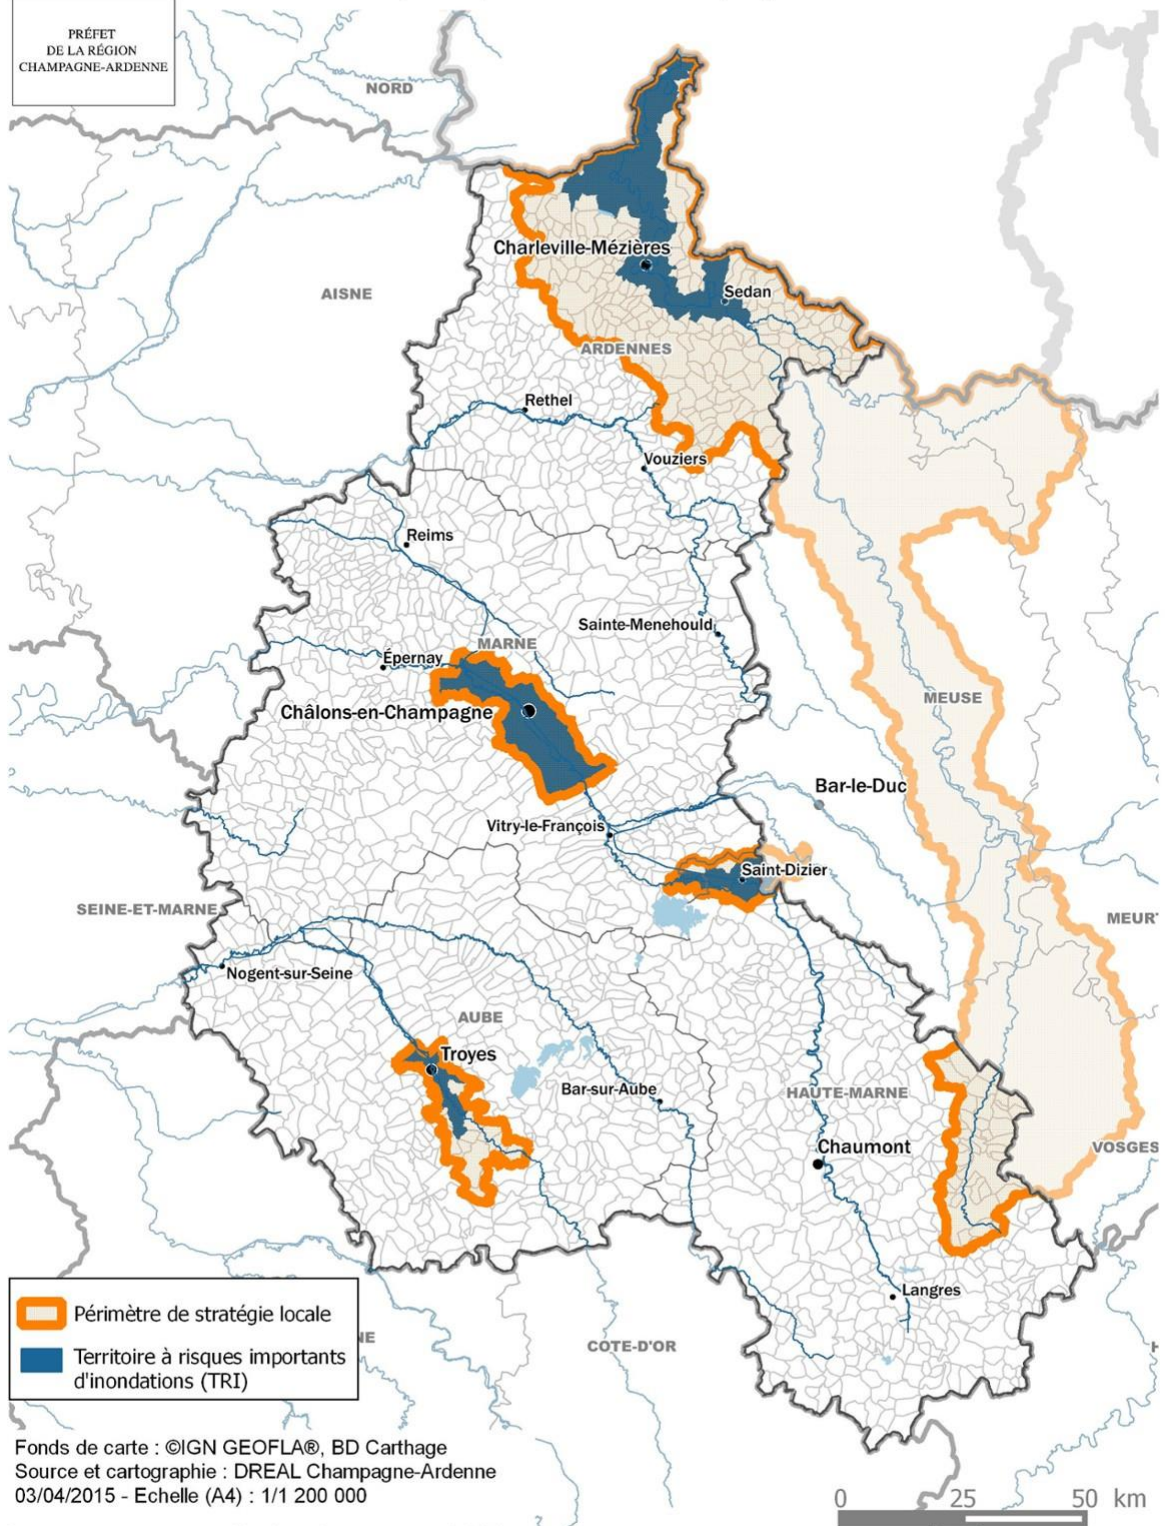 PRÉFET
DE LA RÉGION
CHAMPAGNE-ARDENNE
NORD
Charleville-Mézières
AISNE
Sedan
ARDENNES
Rethel
Vouziers
Reims
Sainte-Menehould
MARNE
Épernay
MEUSE
Châlons-en-Champagne
Bar-le-Duc
Vitry-le-François
Saint-Dizier
SEINE-ET-MARNE
MEUR
Nogent-sur-Seine
AUBE
Troyes
Bar-sur-Aube
HAUTE-MARNE
Chaumont
VOSGES
Langres
Périmètre de stratégie locale
NE
COTE-D'OR
Territoire à risques importants
d'inondations (TRI)
Fonds de carte : ©IGN GEOFLA®, BD Carthage
Source et cartographie : DREAL Champagne-Ardenne
03/04/2015 - Echelle (A4) : 1/1 200 000
0 25 50 km